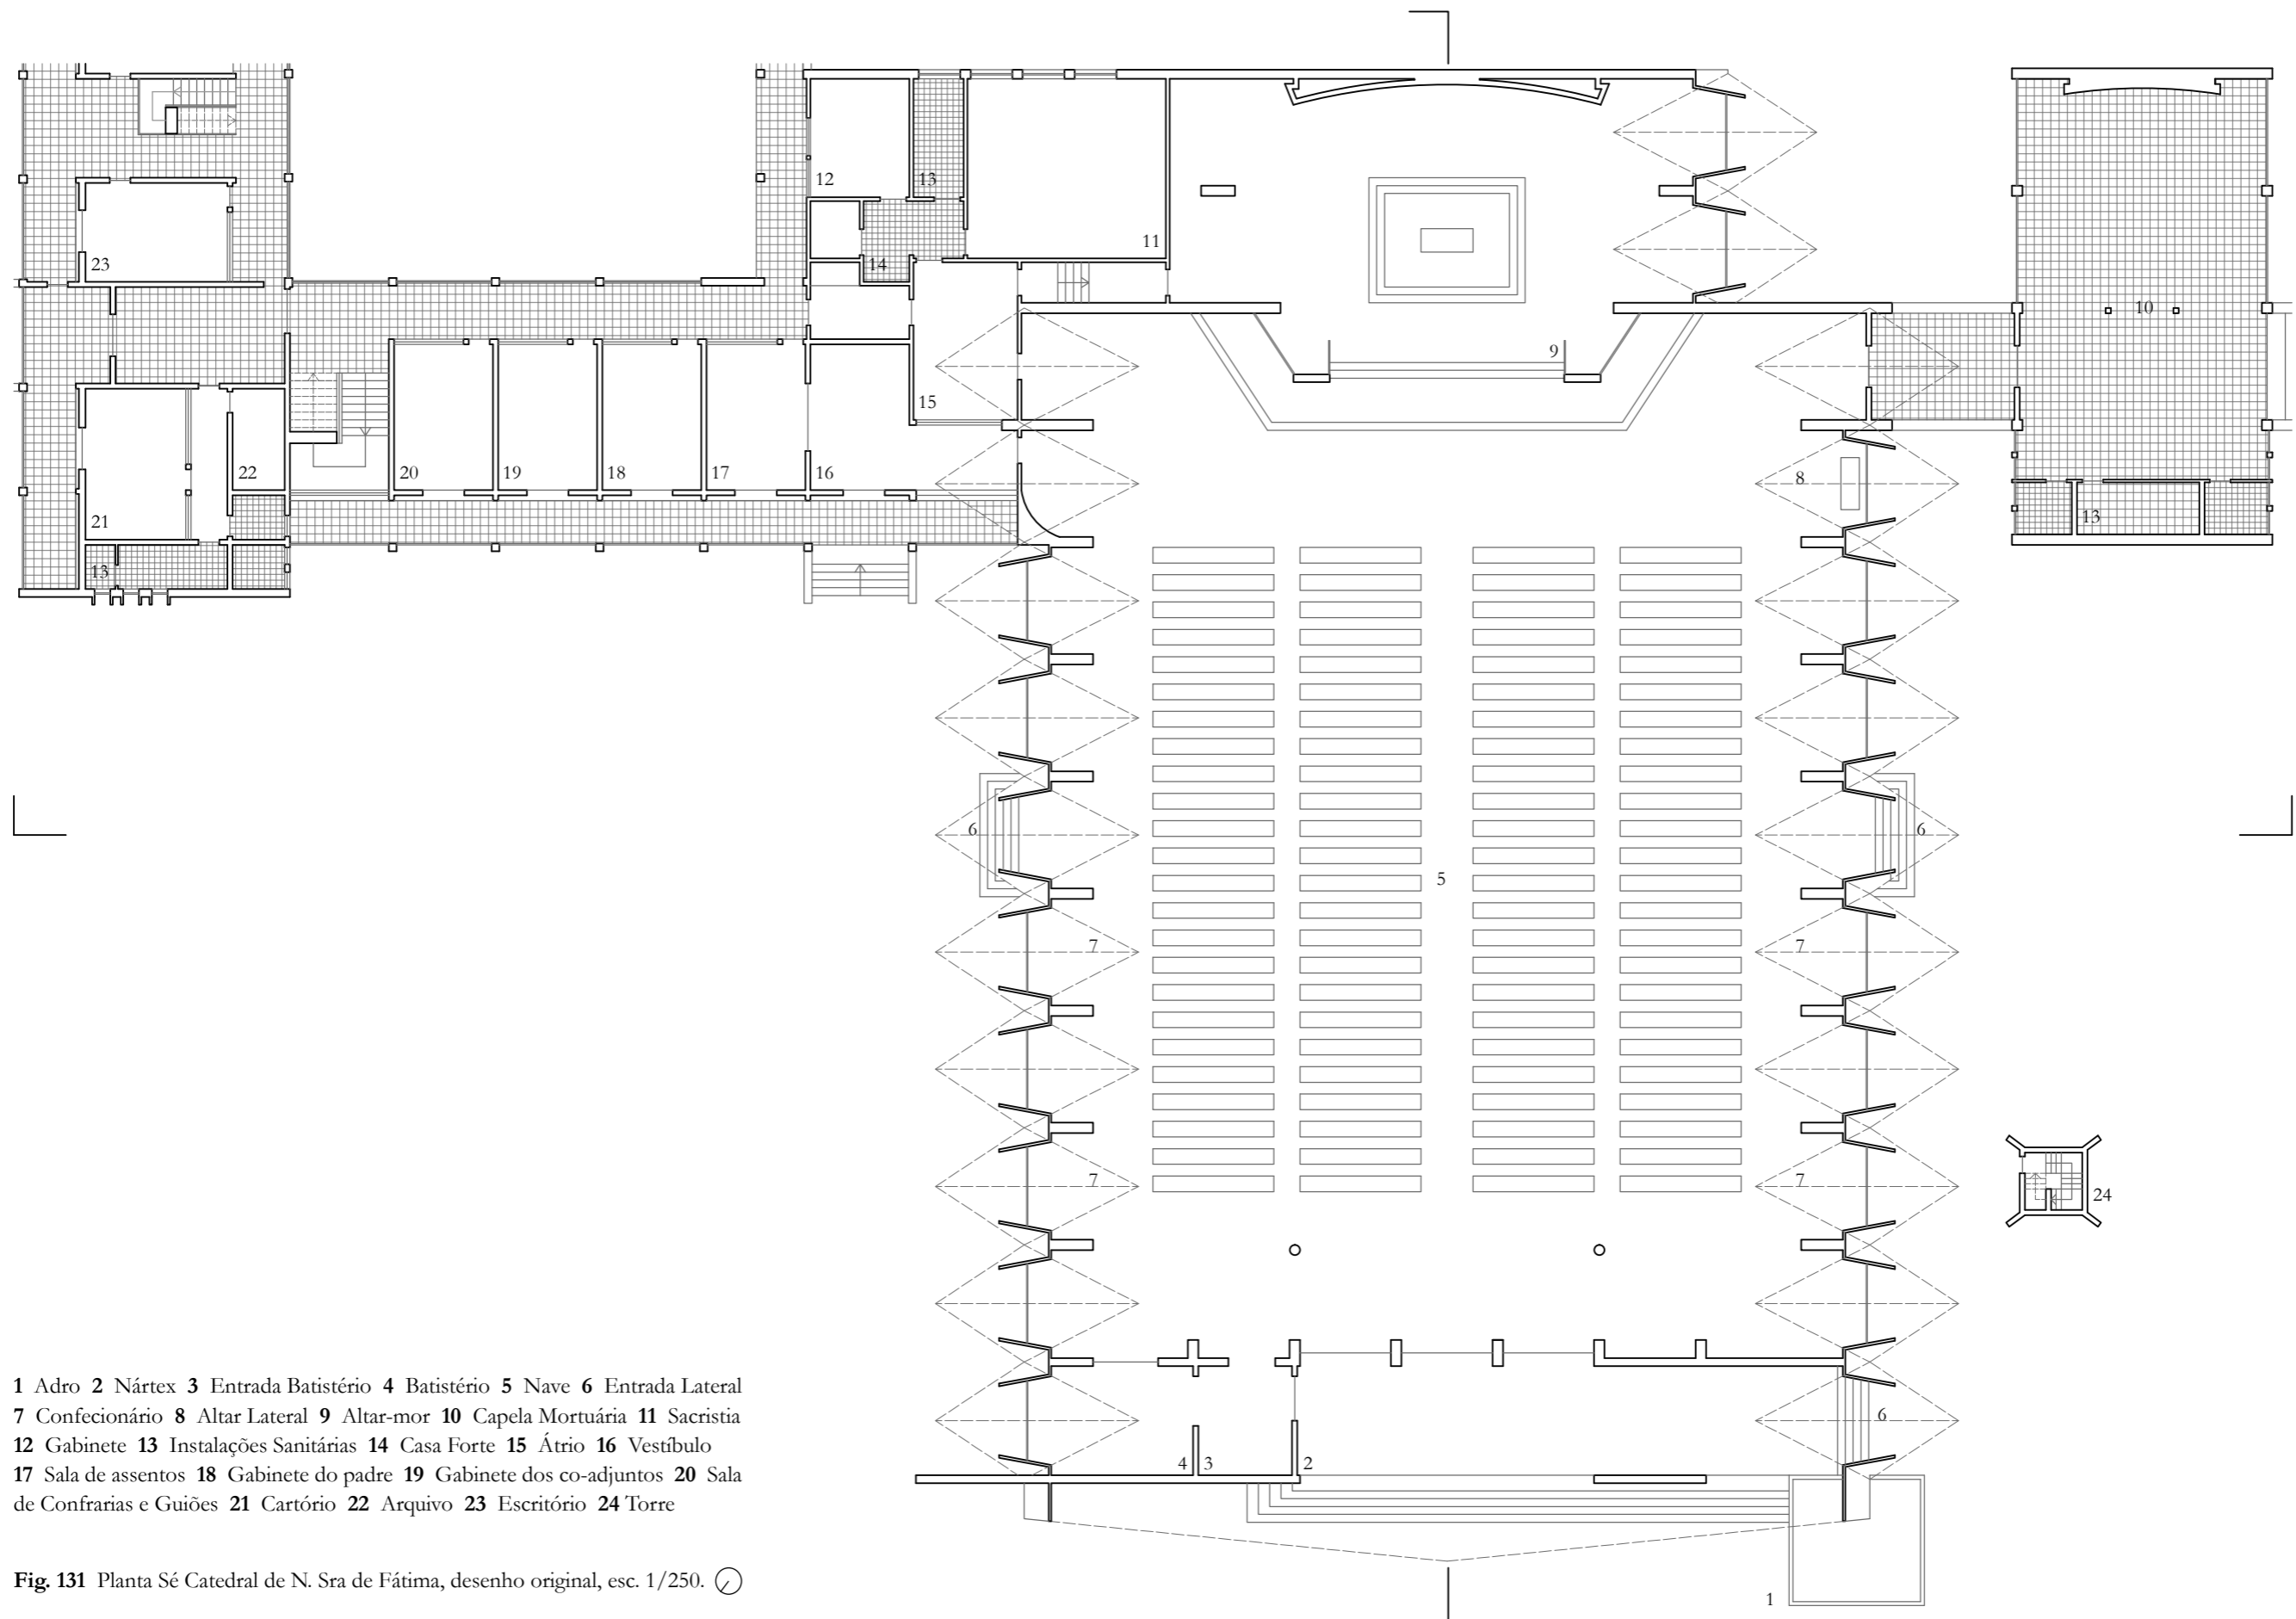 12 13
23 11
14
10
9
15
8
20 19 18 17 16
22
21 13
13
6 6
5
7 7
7 7
24
6
4 3 2
1
1 Adro 2 Nártex 3 Entrada Batistério 4 Batistério 5 Nave 6 Entrada Lateral
7 Confecionário 8 Altar Lateral 9 Altar-mor 10 Capela Mortuária 11 Sacristia
12 Gabinete 13 Instalações Sanitárias 14 Casa Forte 15 Átrio 16 Vestíbulo
17 Sala de assentos 18 Gabinete do padre 19 Gabinete dos co-adjuntos 20 Sala
de Confrarias e Guiões 21 Cartório 22 Arquivo 23 Escritório 24 Torre
Fig. 131 Planta Sé Catedral de N. Sra de Fátima, desenho original, esc. 1/250.